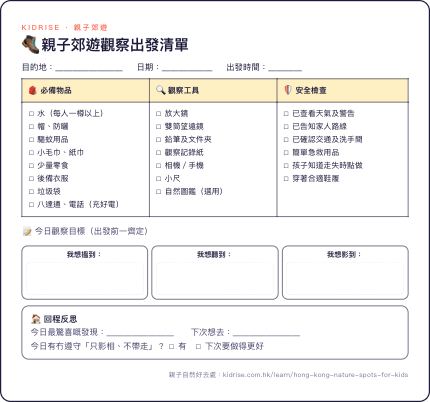 KIDRISE · 親子郊遊
親子郊遊觀察出發清單
目的地：____________ 日期：__________ 出發時間：______
必備物品 觀察工具 安全檢查
□ 水（每人一樽以上） □ 放大鏡 □ 已查看天氣及警告
□ 帽、防曬 □ 雙筒望遠鏡 □ 已告知家人路線
□ 驅蚊用品 □ 鉛筆及文件夾 □ 已確認交通及洗手間
□ 小毛巾、紙巾 □ 觀察記錄紙 □ 簡單急救用品
□ 少量零食 □ 相機 / 手機 □ 孩子知道走失時點做
□ 後備衣服 □ 小尺 □ 穿著合適鞋履
□ 垃圾袋 □ 自然圖鑑（選用）
□ 八達通、電話（充好電）
今日觀察目標（出發前一齊定）
我想搵到： 我想聽到： 我想影到：
回程反思
今日最驚喜嘅發現：____________ 下次想去：____________
今日有冇遵守「只影相、不帶走」？ □ 有 □ 下次要做得更好
親子自然好去處：kidrise.com.hk/learn/hong-kong-nature-spots-for-kids